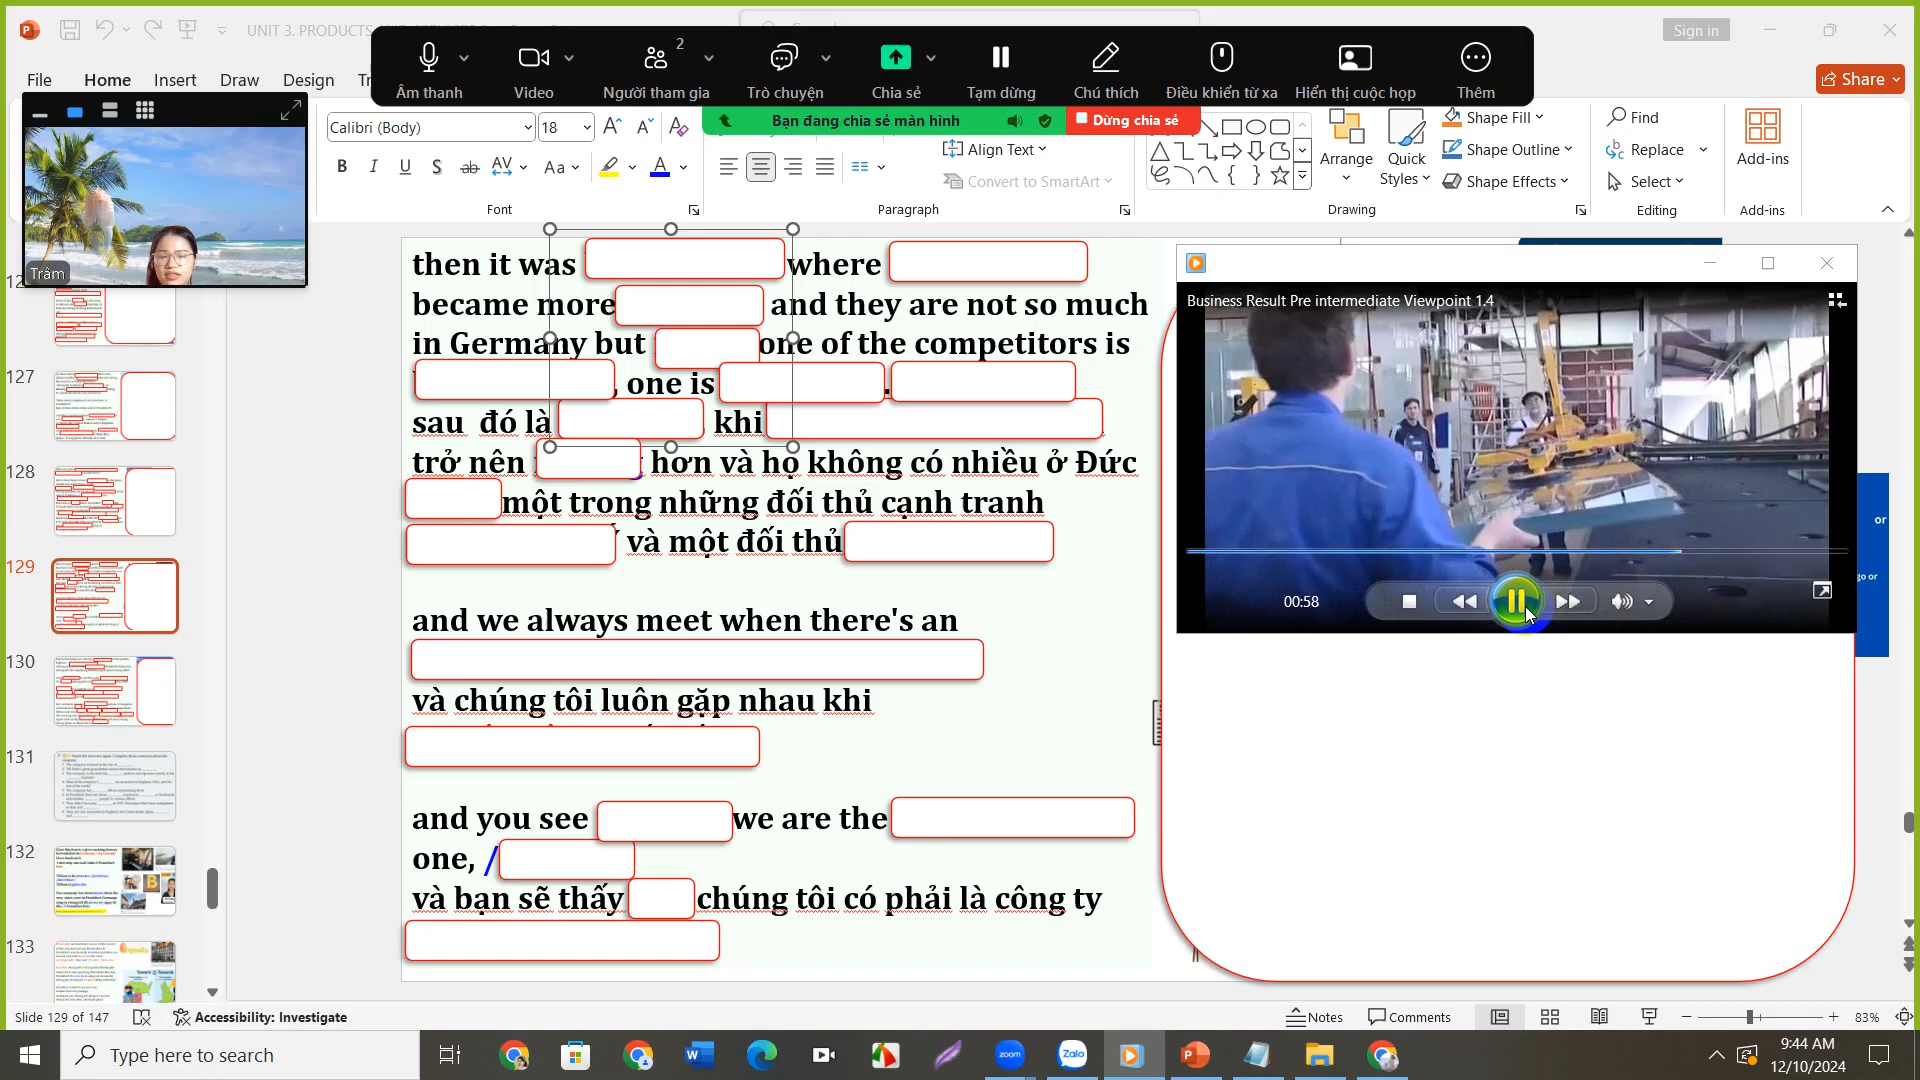 UNIT 3. PRODUCTS
Sign in
2
Âm thanh
Video
Người tham gia
Trò chuyện
Chia sẻ
Tạm dừng
Chú thích
Điều khiển từ xa
Hiển thị cuộc họp
Thêm
File
Home
Insert
Draw
Design
Tr
Share
Bạn đang chia sẻ màn hình
Dừng chia sẻ
Trâm
Calibri (Body)
18
Font
Align Text
Convert to SmartArt
Paragraph
Arrange
Quick
Styles
Shape Fill
Shape Outline
Shape Effects
Drawing
Find
Replace
Select
Editing
Add-ins
Add-ins
127
128
129
130
131
132
133
then it was where
became more and they are not so much
in Germany but one of the competitors is
, one is .
sau đó là khi
trở nên hơn và họ không có nhiều ở Đức
một trong những đối thủ cạnh tranh
và một đối thủ
and we always meet when there's an
và chúng tôi luôn gặp nhau khi
and you see we are the
one, /
và bạn sẽ thấy chúng tôi có phải là công ty
Business Result Pre intermediate Viewpoint 1.4
00:58
or
go or
Slide 129 of 147
Accessibility: Investigate
Notes
Comments
83%
Type here to search
zoom
Zalo
9:44 AM
12/10/2024